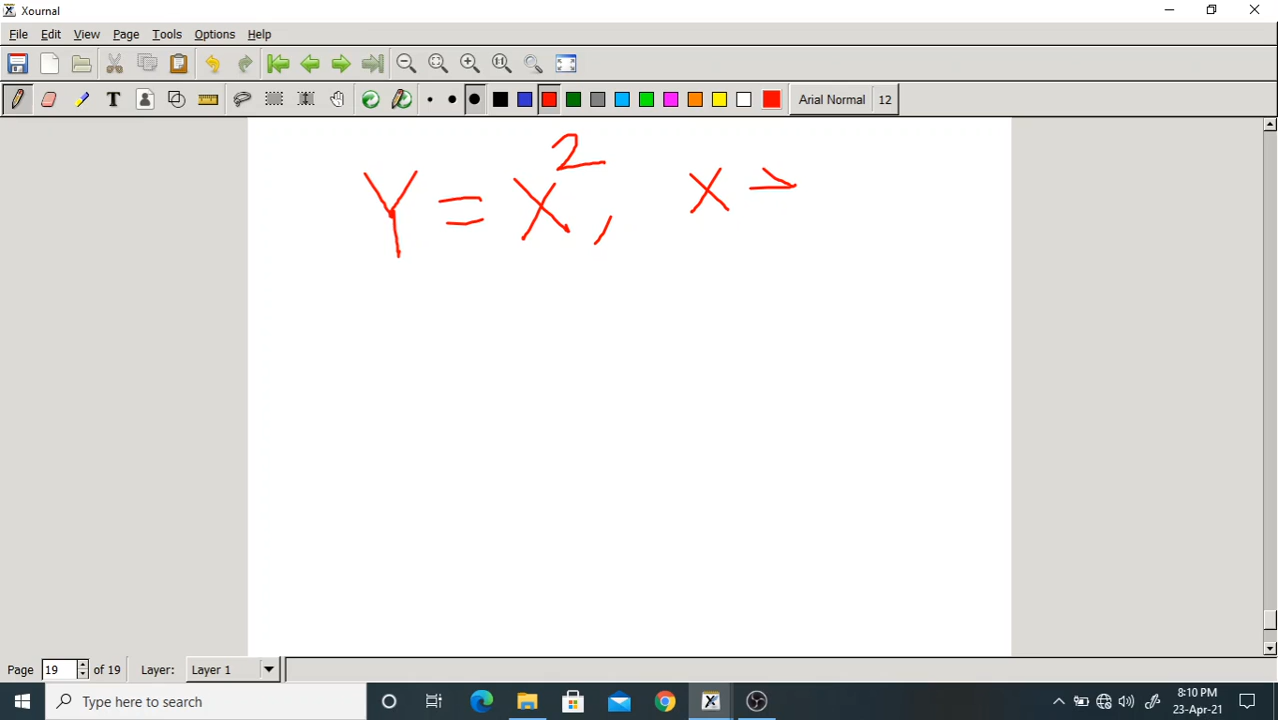 Xournal
File Edit View Page Tools Options Help
T Arial Normal 12
Y = X², X →
Page 19 of 19 Layer: Layer 1
Type here to search
8:10 PM
23-Apr-21